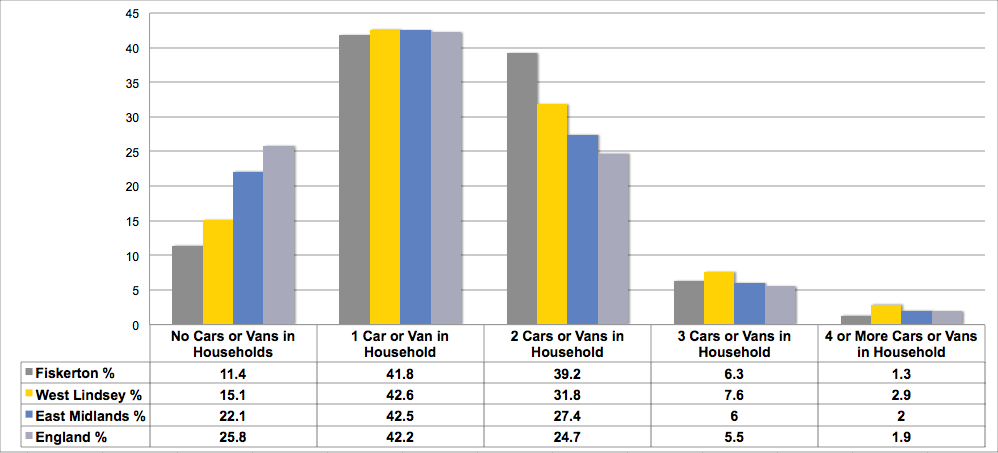 45
40
35
30
25
20
15
10
5
0
No Cars or Vans in Households
1 Car or Van in Household
2 Cars or Vans in Household
3 Cars or Vans in Household
4 or More Cars or Vans in Household
Fiskerton % 11.4 41.8 39.2 6.3 1.3
West Lindsey % 15.1 42.6 31.8 7.6 2.9
East Midlands % 22.1 42.5 27.4 6 2
England % 25.8 42.2 24.7 5.5 1.9